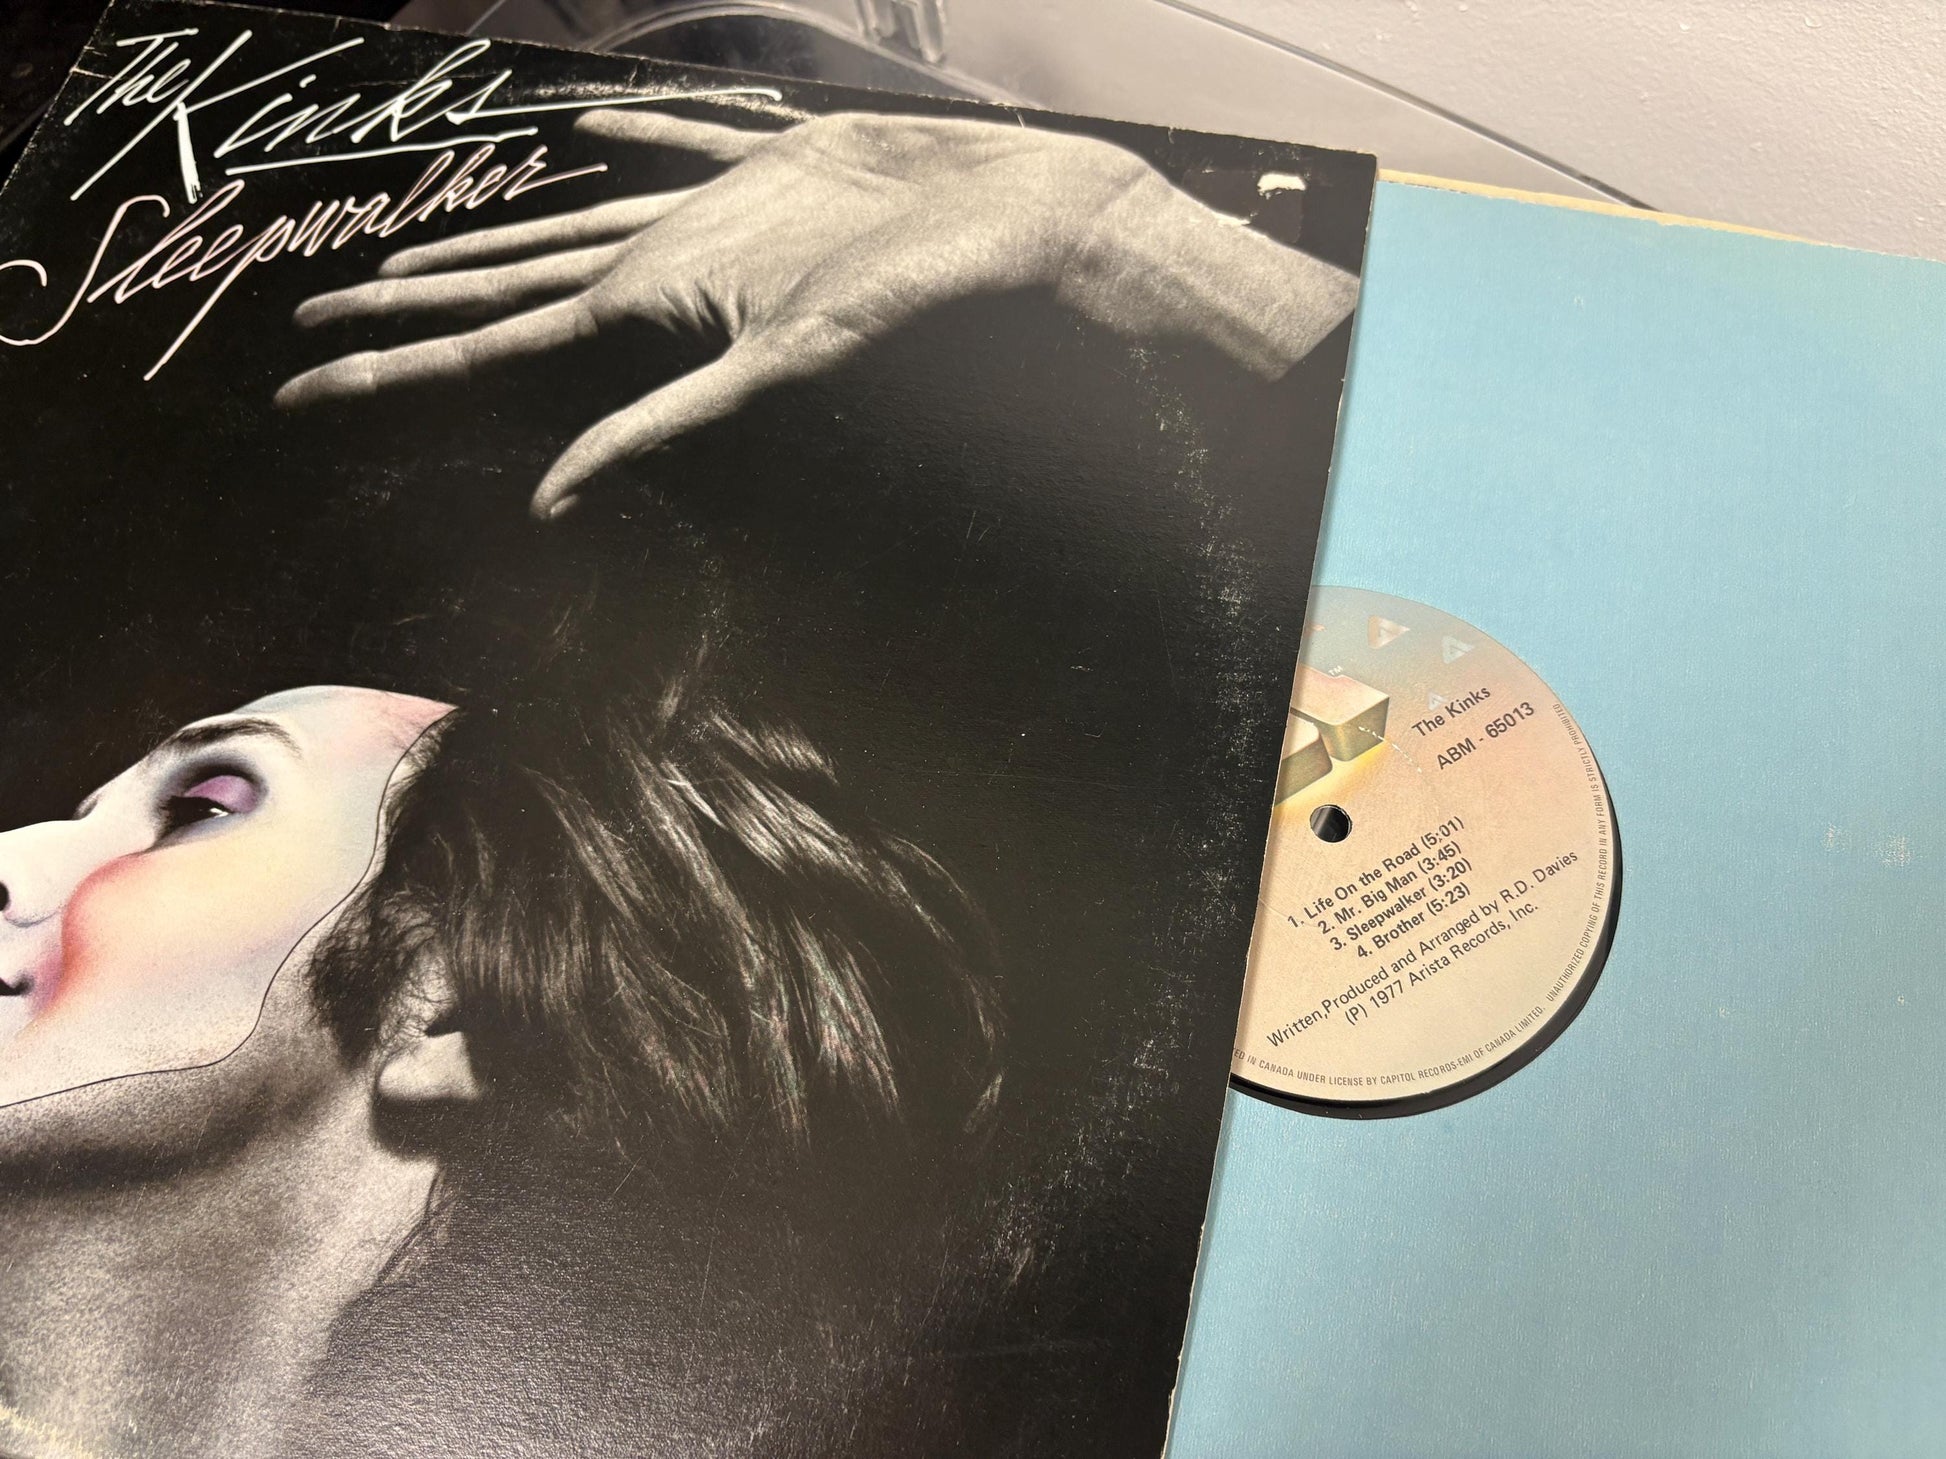 The Kinks
Sleepwalker
TM
The Kinks
ABM - 65013
1. Life On the Road (5:01)
2. Mr. Big Man (3:45)
3. Sleepwalker (3:20)
4. Brother (5:23)
Written,Produced and Arranged by R.D. Davies
(P) 1977 Arista Records, Inc.
IN CANADA UNDER LICENSE BY CAPITOL RECORDS-EMI OF CANADA LIMITED. UNAUTHORIZED COPYING OF THIS RECORD IN ANY FORM IS STRICTLY PROHIBITED